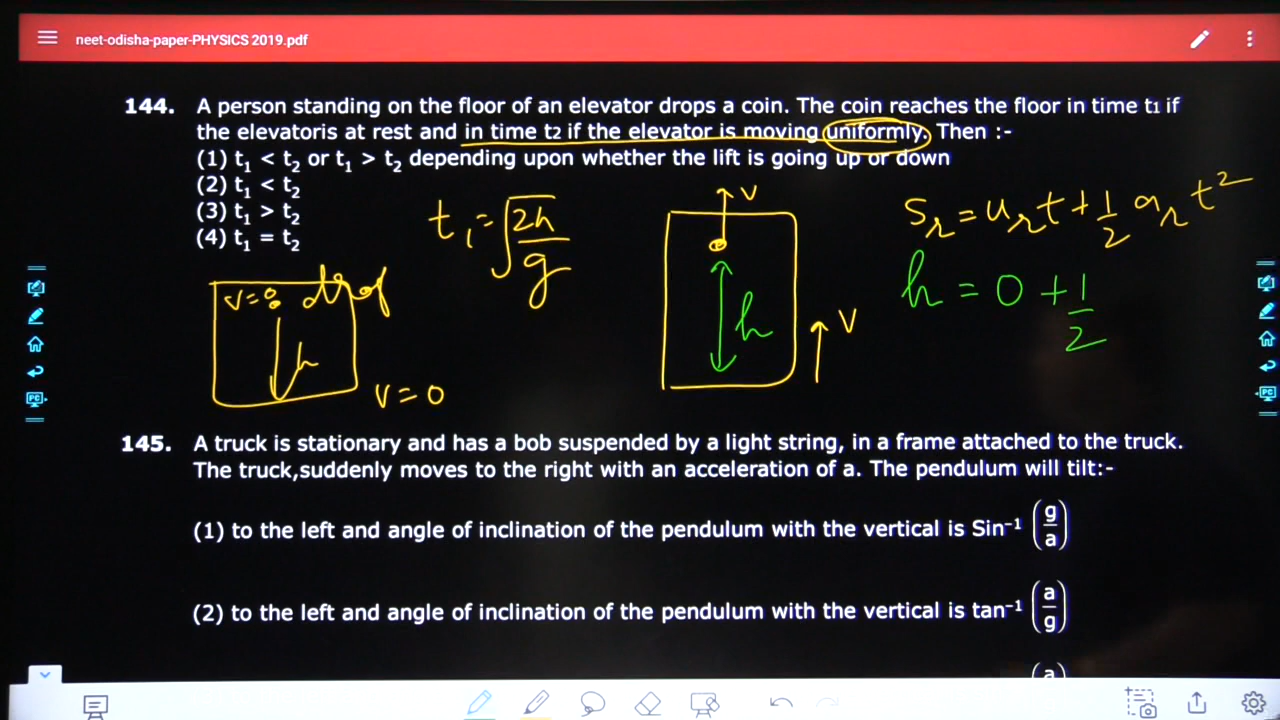 neet-odisha-paper-PHYSICS 2019.pdf
144. A person standing on the floor of an elevator drops a coin. The coin reaches the floor in time t₁ if
the elevatoris at rest and in time t₂ if the elevator is moving uniformly. Then :-
(1) t₁ < t₂ or t₁ > t₂ depending upon whether the lift is going up or down
(2) t₁ < t₂
(3) t₁ > t₂
(4) t₁ = t₂
t₁ = √(2h/g)
v
Sᵣ = uᵣt + 1/2 aᵣ t²
v=0 drop
h
v = 0
h
v
h = 0 + 1/2
145. A truck is stationary and has a bob suspended by a light string, in a frame attached to the truck.
The truck,suddenly moves to the right with an acceleration of a. The pendulum will tilt:-
(1) to the left and angle of inclination of the pendulum with the vertical is Sin⁻¹ (g/a)
(2) to the left and angle of inclination of the pendulum with the vertical is tan⁻¹ (a/g)
PC
PC